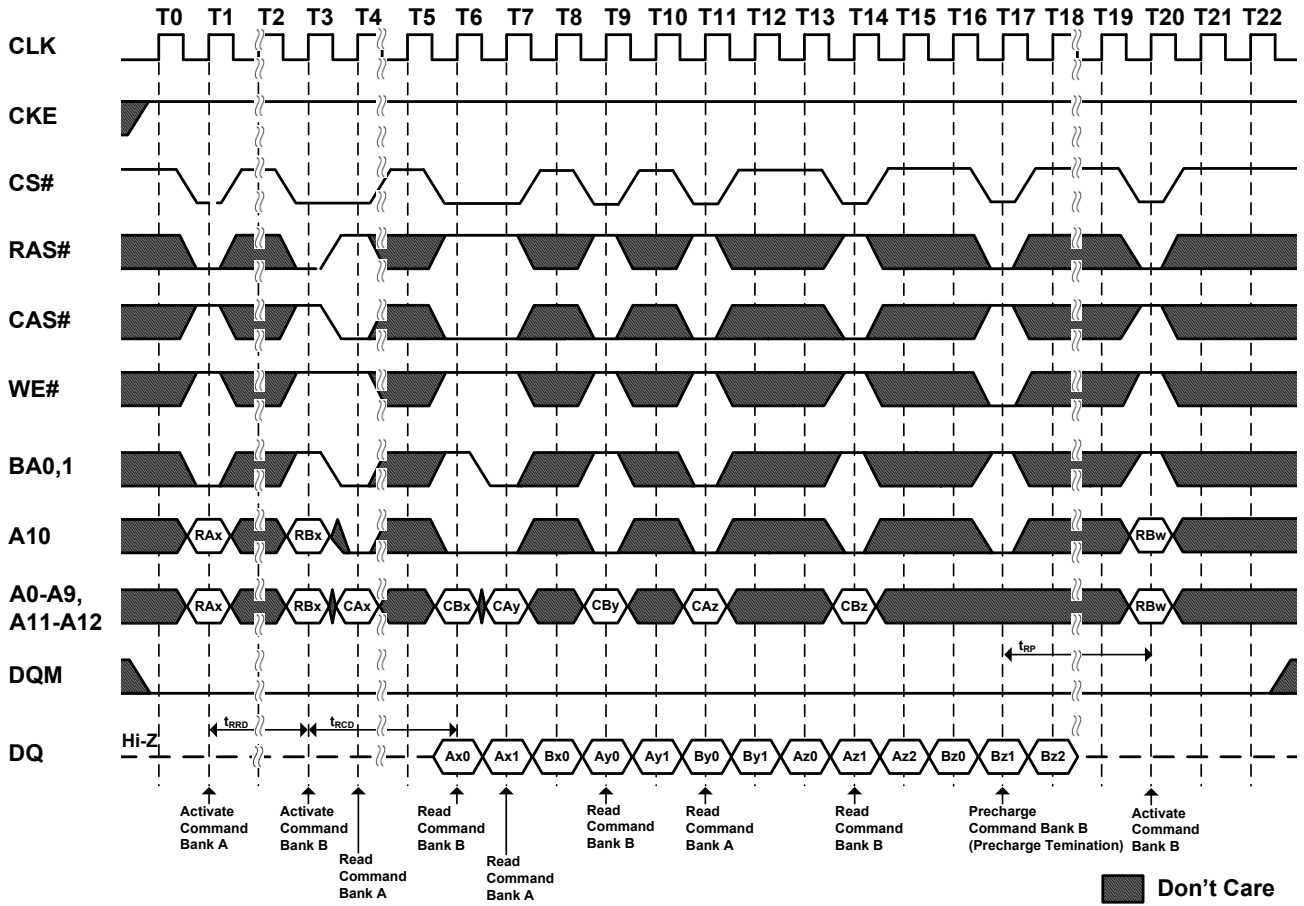 T0 T1 T2 T3 T4 T5 T6 T7 T8 T9 T10 T11 T12 T13 T14 T15 T16 T17 T18 T19 T20 T21 T22
CLK
CKE
CS#
RAS#
CAS#
WE#
BA0,1
A10
RAx RBx RBw
A0-A9,
A11-A12
RAx RBx CAx CBx CAy CBy CAz CBz RBw
tRP
DQM
tRRD tRCD
Hi-Z
DQ
Ax0 Ax1 Bx0 Ay0 Ay1 By0 By1 Az0 Az1 Az2 Bz0 Bz1 Bz2
Activate
Command
Bank A
Activate
Command
Bank B
Read
Command
Bank A
Read
Command
Bank B
Read
Command
Bank A
Read
Command
Bank B
Read
Command
Bank A
Read
Command
Bank B
Precharge
Command Bank B
(Precharge Temination)
Activate
Command
Bank B
Don't Care